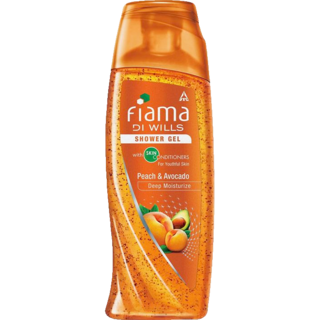 Fiama
DI WILLS
SHOWER GEL
with SKIN CONDITIONERS
For Youthful Skin
Peach & Avocado
Deep Moisturize